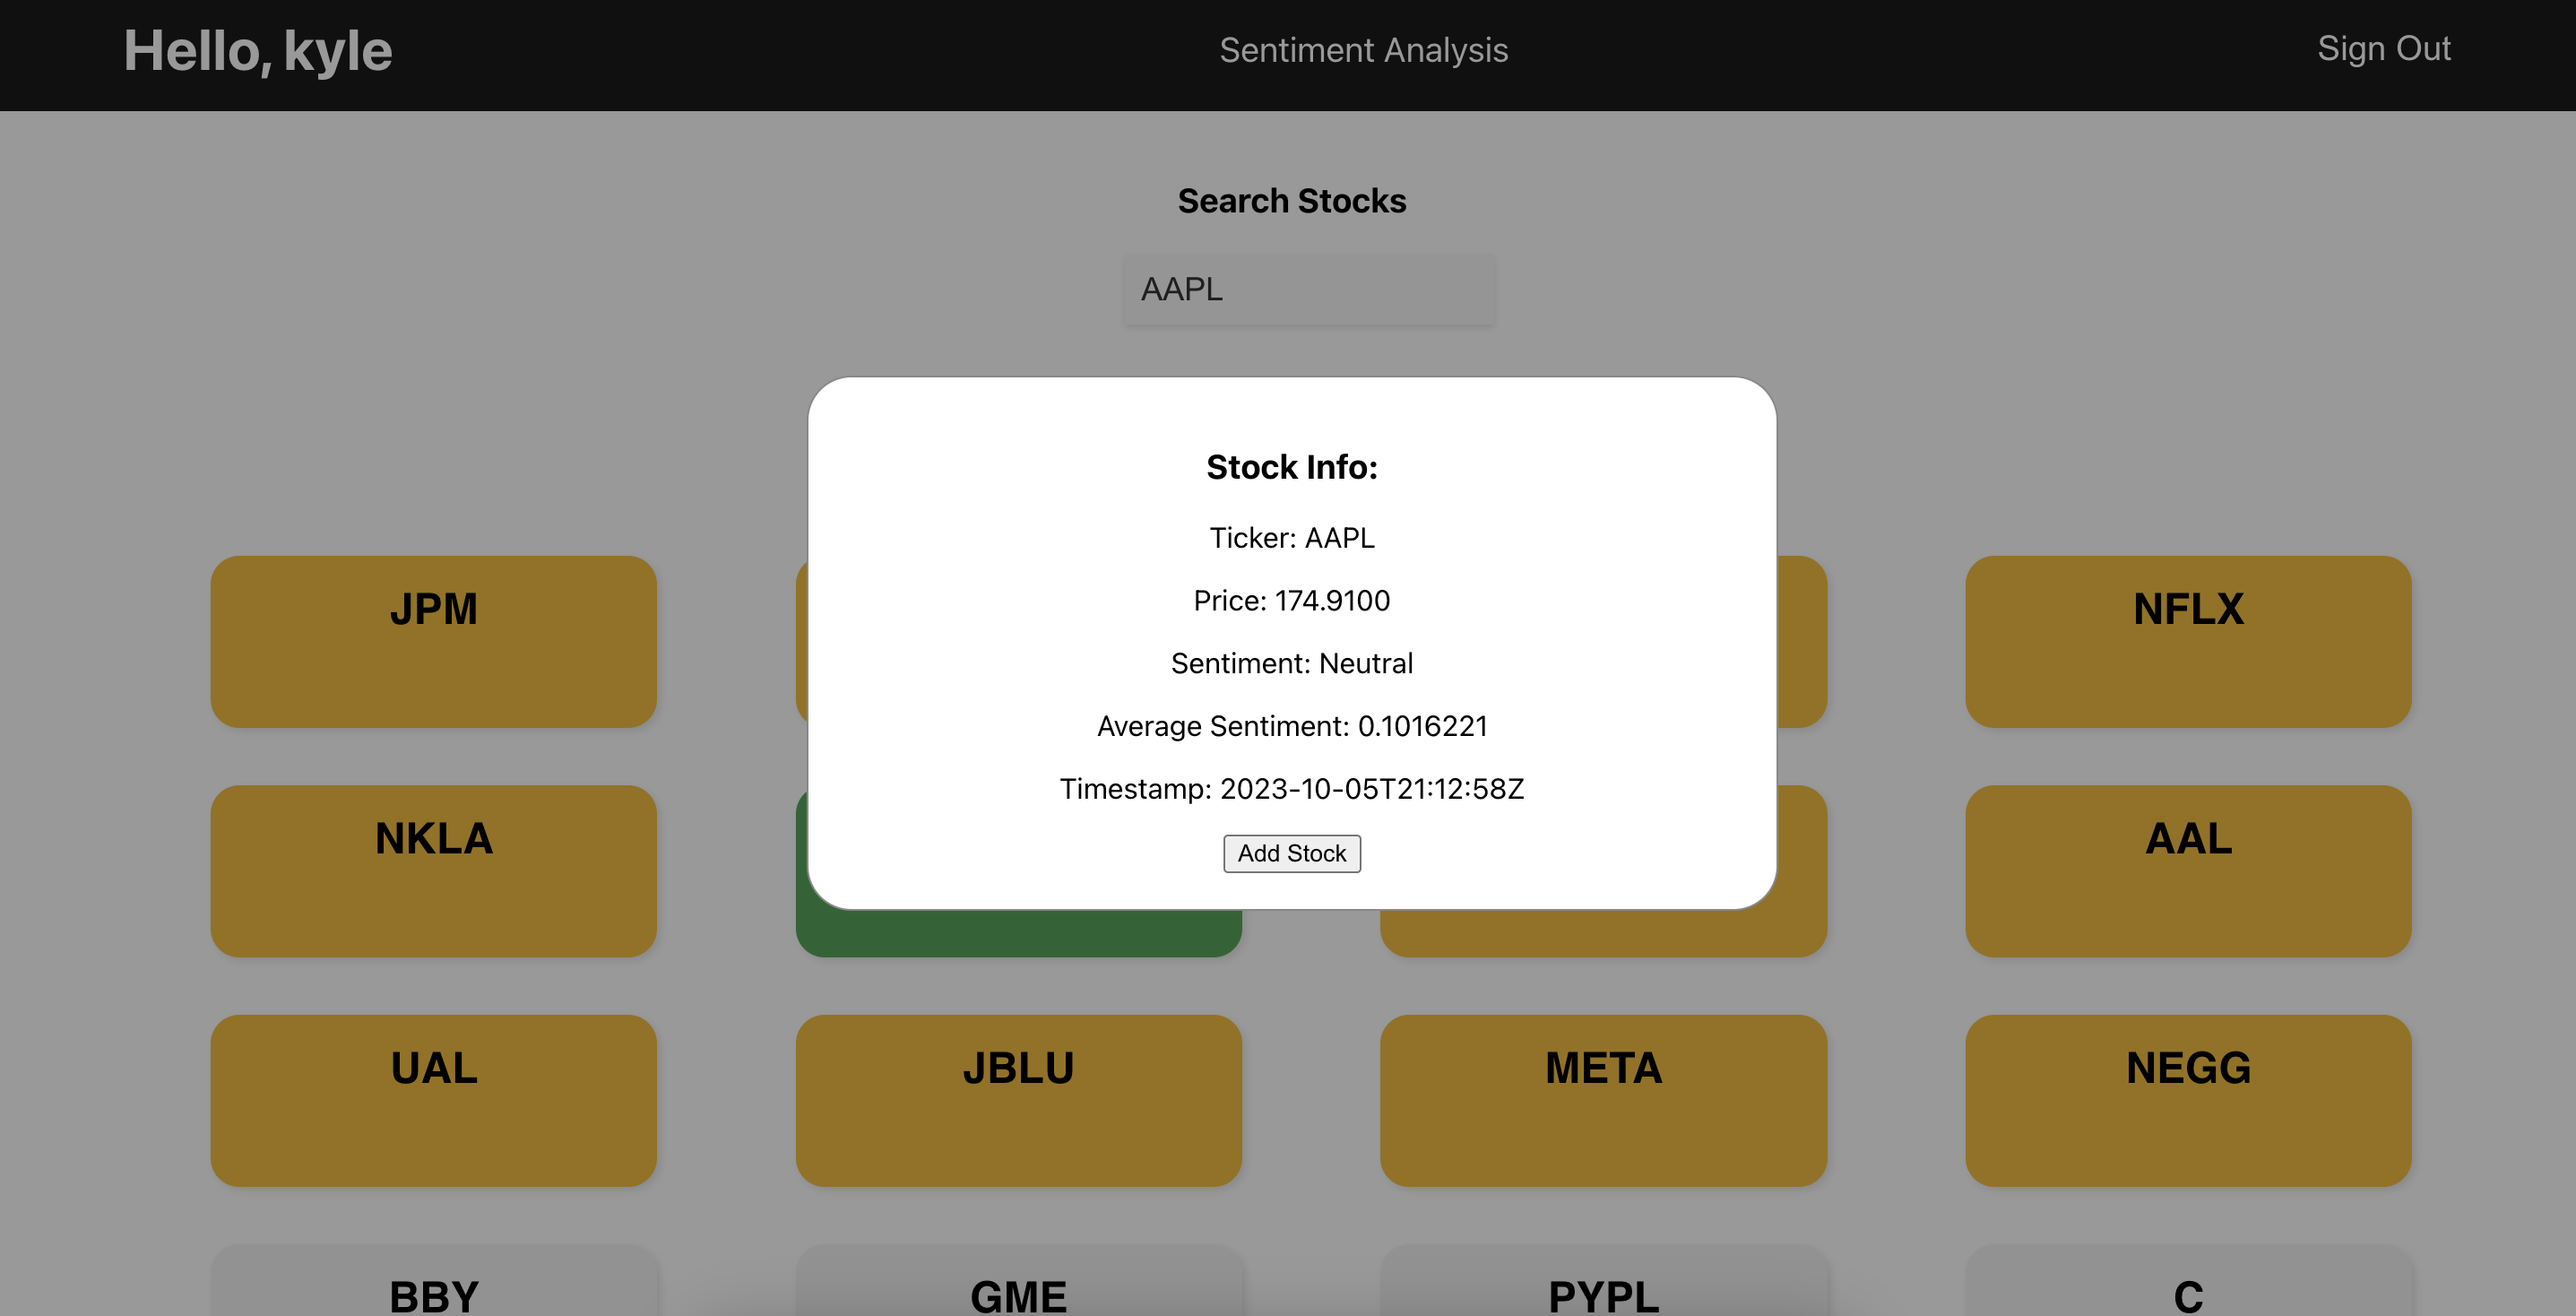 Hello, kyle
Sentiment Analysis
Sign Out
Search Stocks
AAPL
Stock Info:
Ticker: AAPL
Price: 174.9100
Sentiment: Neutral
Average Sentiment: 0.1016221
Timestamp: 2023-10-05T21:12:58Z
Add Stock
JPM
NFLX
NKLA
AAL
UAL
JBLU
META
NEGG
BBY
GME
PYPL
C